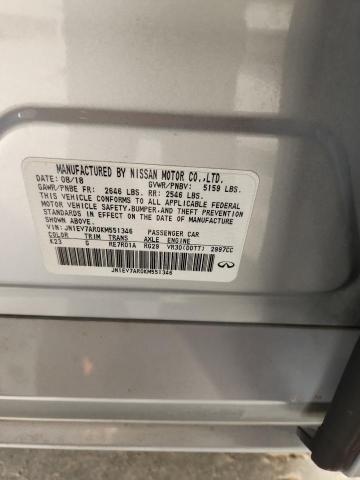 MANUFACTURED BY NISSAN MOTOR CO.,LTD.
DATE: 08/18 GVWR/PNBV: 5159 LBS.
GAWR/PNBE FR: 2646 LBS. RR: 2546 LBS.
THIS VEHICLE CONFORMS TO ALL APPLICABLE FEDERAL
MOTOR VEHICLE SAFETY,BUMPER,AND THEFT PREVENTION
STANDARDS IN EFFECT ON THE DATE OF MANUFACTURE
SHOWN ABOVE.
VIN: JN1EV7AR0KM551346 PASSENGER CAR
COLOR TRIM TRANS AXLE ENGINE
K23 G RE7R01A RG29 VR30(DDTT) 2997CC
JN1EV7AR0KM551346